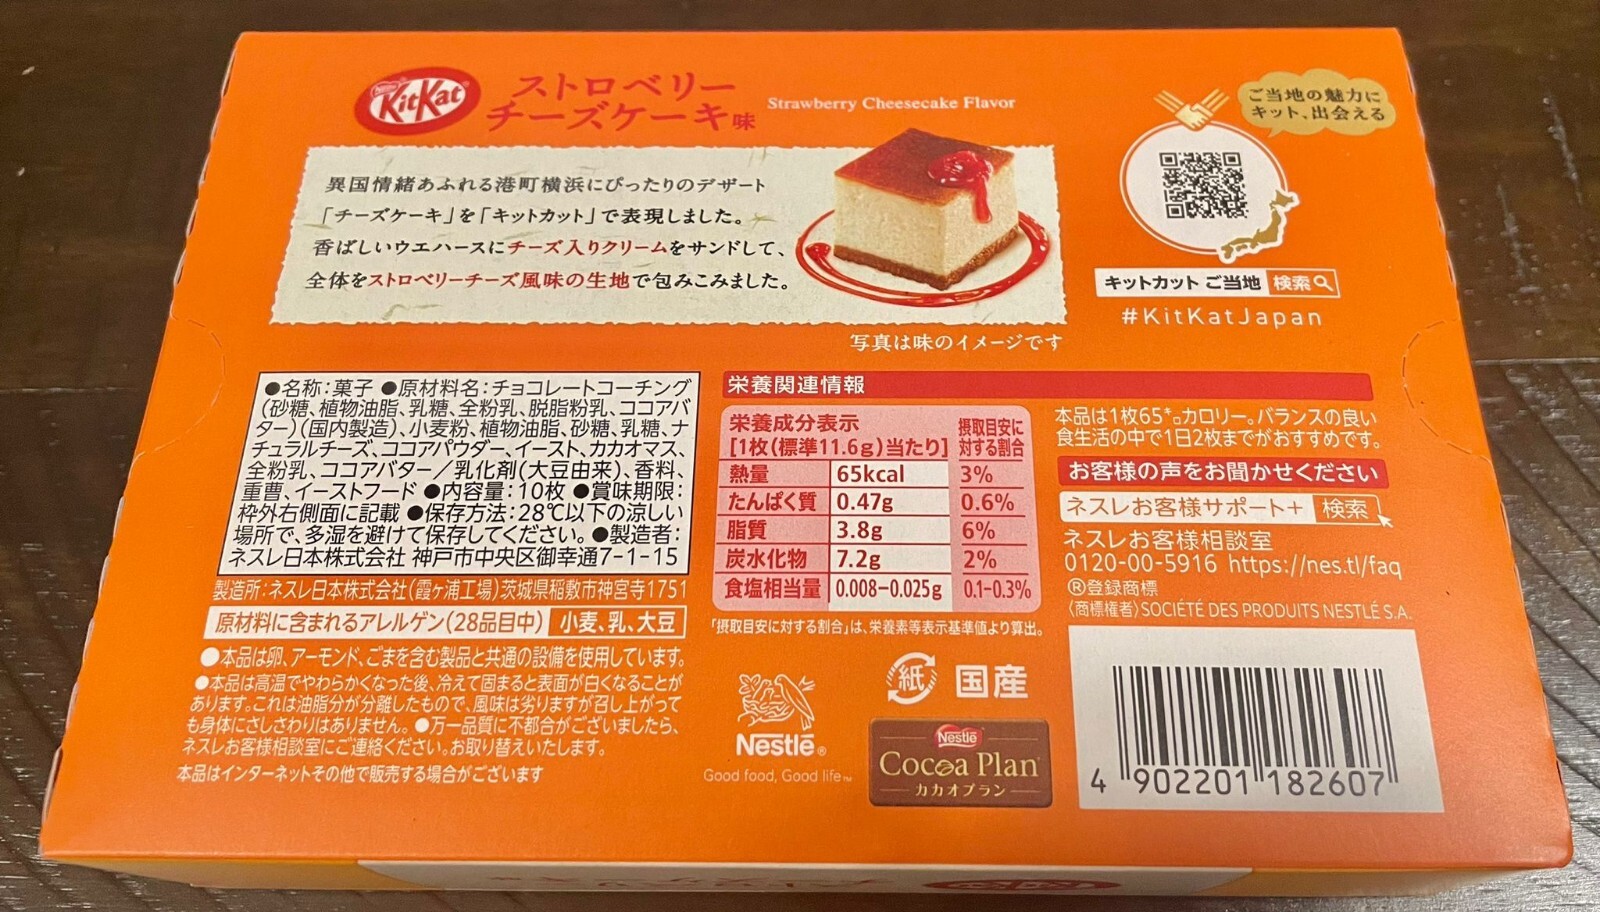 Nestlé
KitKat
ストロベリー
チーズケーキ味
Strawberry Cheesecake Flavor
異国情緒あふれる港町横浜にぴったりのデザート
「チーズケーキ」を「キットカット」で表現しました。
香ばしいウエハースにチーズ入りクリームをサンドして、
全体をストロベリーチーズ風味の生地で包みこみました。
写真は味のイメージです
ご当地の魅力に
キット、出会える
キットカット ご当地 検索
#KitKatJapan
●名称:菓子 ●原材料名:チョコレートコーチング
(砂糖、植物油脂、乳糖、全粉乳、脱脂粉乳、ココアバ
ター)(国内製造)、小麦粉、植物油脂、砂糖、乳糖、ナ
チュラルチーズ、ココアパウダー、イースト、カカオマス、
全粉乳、ココアバター/乳化剤(大豆由来)、香料、
重曹、イーストフード ●内容量:10枚 ●賞味期限:
枠外右側面に記載 ●保存方法:28℃以下の涼しい
場所で、多湿を避けて保存してください。●製造者:
ネスレ日本株式会社 神戸市中央区御幸通7-1-15
製造所:ネスレ日本株式会社(霞ヶ浦工場)茨城県稲敷市神宮寺1751
原材料に含まれるアレルゲン(28品目中) 小麦、乳、大豆
●本品は卵、アーモンド、ごまを含む製品と共通の設備を使用しています。
●本品は高温でやわらかくなった後、冷えて固まると表面が白くなることが
あります。これは油脂分が分離したもので、風味は劣りますが召し上がって
も身体にさしさわりはありません。●万一品質に不都合がございましたら、
ネスレお客様相談室にご連絡ください。お取り替えいたします。
本品はインターネットその他で販売する場合がございます
栄養関連情報
栄養成分表示
[1枚(標準11.6g)当たり]
摂取目安に
対する割合
熱量 65kcal 3%
たんぱく質 0.47g 0.6%
脂質 3.8g 6%
炭水化物 7.2g 2%
食塩相当量 0.008-0.025g 0.1-0.3%
「摂取目安に対する割合」は、栄養素等表示基準値より算出。
本品は1枚65キロカロリー。バランスの良い
食生活の中で1日2枚までがおすすめです。
お客様の声をお聞かせください
ネスレお客様サポート+ 検索
ネスレお客様相談室
0120-00-5916 https://nes.tl/faq
®登録商標
(商標権者)SOCIÉTÉ DES PRODUITS NESTLÉ S.A.
紙 国産
Nestlé®
Good food, Good life™
Nestlé
Cocoa Plan
カカオプラン
4 902201 182607